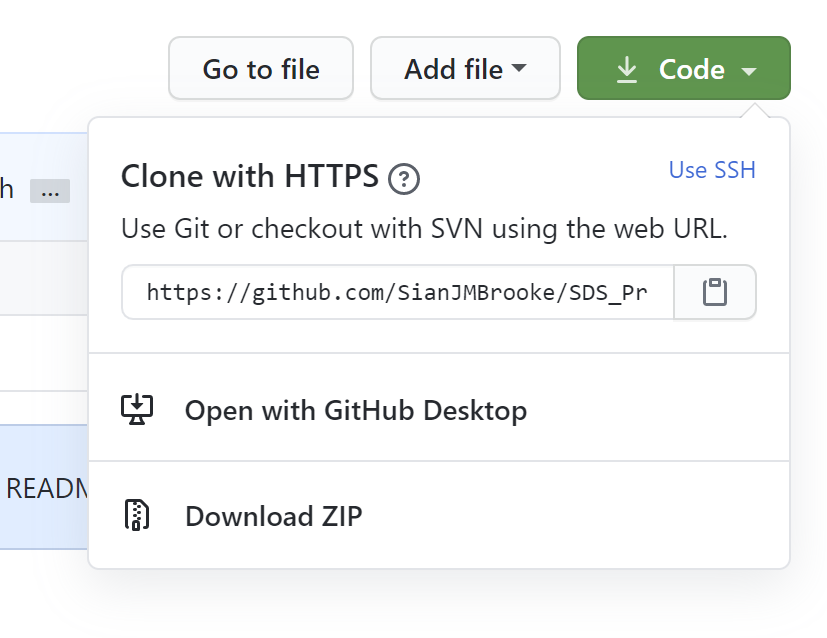 Go to file
Add file
Code
h ...
Clone with HTTPS ?
Use SSH
Use Git or checkout with SVN using the web URL.
https://github.com/SianJMBrooke/SDS_Pr
Open with GitHub Desktop
READM
Download ZIP